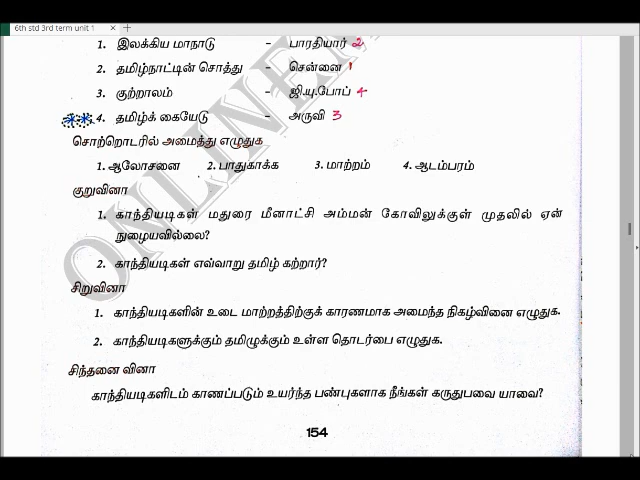 6th std 3rd term unit 1
1. இலக்கிய மாநாடு - பாரதியார் 2
2. தமிழ்நாட்டின் சொத்து - சென்னை 1
3. குற்றாலம் - ஜி.யு.போப் 4
4. தமிழ்க் கையேடு - அருவி 3
சொற்றொடரில் அமைத்து எழுதுக
1. ஆலோசனை 2. பாதுகாக்க 3. மாற்றம் 4. ஆடம்பரம்
குறுவினா
1. காந்தியடிகள் மதுரை மீனாட்சி அம்மன் கோவிலுக்குள் முதலில் ஏன்
நுழையவில்லை?
2. காந்தியடிகள் எவ்வாறு தமிழ் கற்றார்?
சிறுவினா
1. காந்தியடிகளின் உடை மாற்றத்திற்குக் காரணமாக அமைந்த நிகழ்வினை எழுதுக.
2. காந்தியடிகளுக்கும் தமிழுக்கும் உள்ள தொடர்பை எழுதுக.
சிந்தனை வினா
காந்தியடிகளிடம் காணப்படும் உயர்ந்த பண்புகளாக நீங்கள் கருதுபவை யாவை?
154